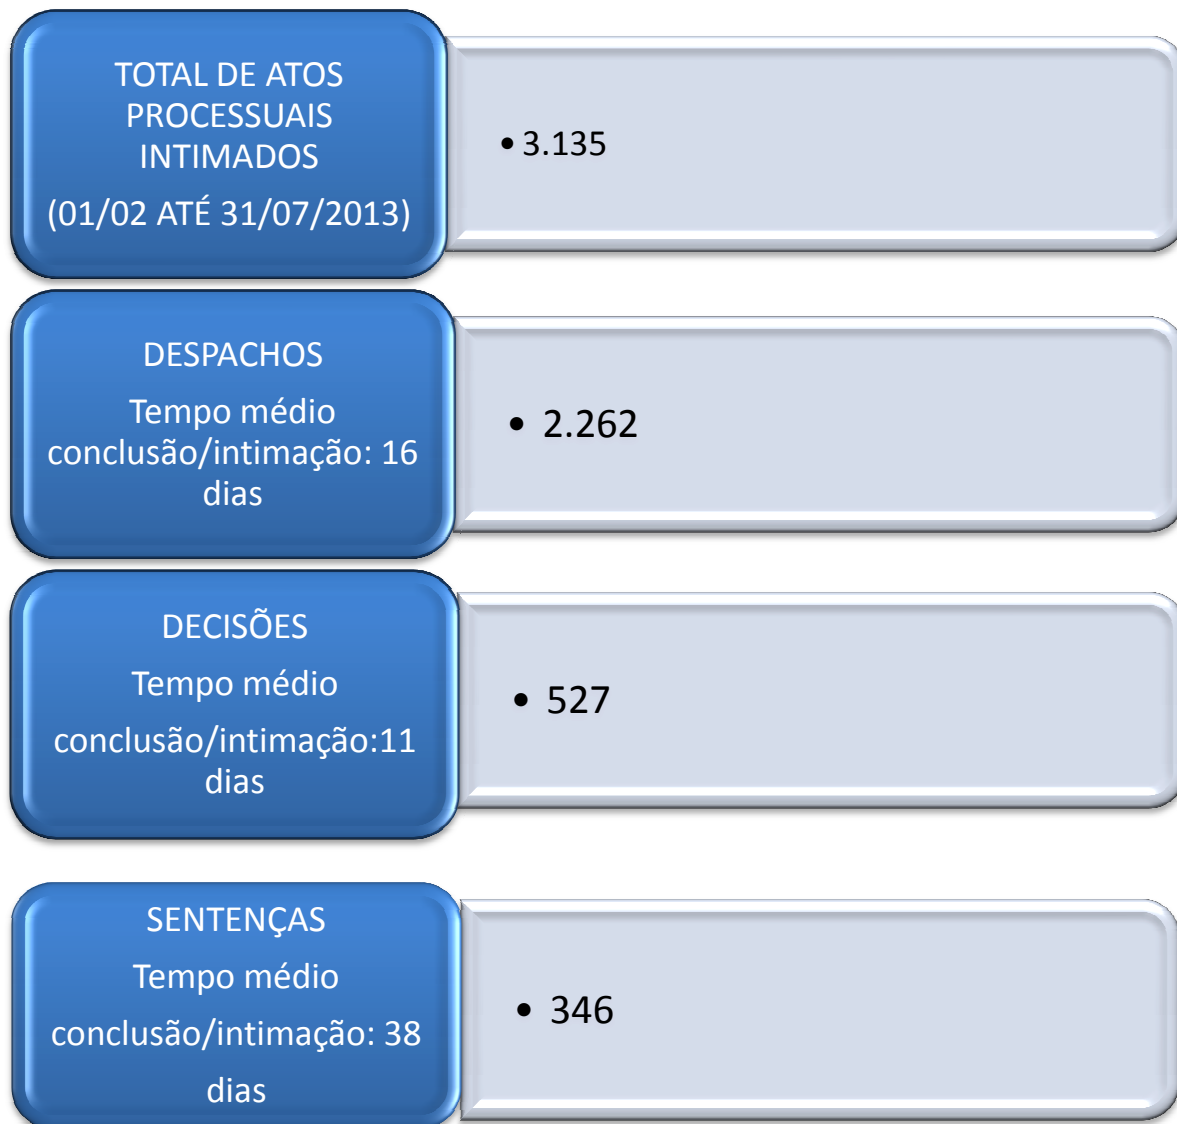 TOTAL DE ATOS
PROCESSUAIS
INTIMADOS
(01/02 ATÉ 31/07/2013)
• 3.135
DESPACHOS
Tempo médio
conclusão/intimação: 16
dias
• 2.262
DECISÕES
Tempo médio
conclusão/intimação:11
dias
• 527
SENTENÇAS
Tempo médio
conclusão/intimação: 38
dias
• 346